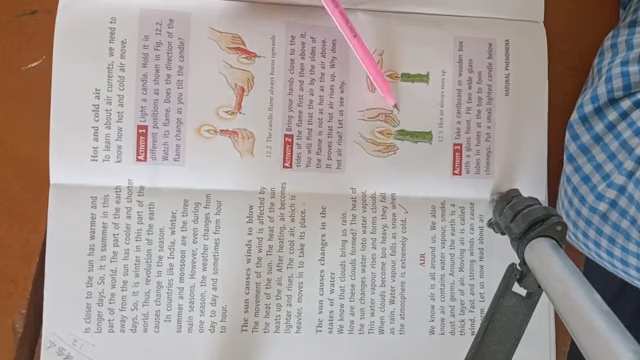 is closer to the sun has warmer and
longer days. So, it is summer in this
part of the world. The part of the earth
away from the sun has cooler and shorter
days. So, it is winter in this part of the
world. Thus, revolution of the earth
causes change in the season.
In countries like India, winter,
summer and monsoon are the three
main seasons. However, even during
one season, the weather changes from
day to day and sometimes from hour
to hour.
The sun causes winds to blow
The movement of the wind is affected by
the heat of the sun. The heat of the sun
heats up the air. After heating, air becomes
lighter and rises. The cool air, which is
heavier, moves in to take its place.
The sun causes changes in the
states of water
We know that clouds bring us rain.
How are these clouds formed? The heat of
the sun changes water into water vapour.
This water vapour rises and forms clouds.
When clouds become too heavy, they fall
as rain. Water vapour falls as snow when
the atmosphere is extremely cold.
AIR
We know air is all around us. We also
know air contains water vapour, smoke,
dust and germs. Around the earth is a
thick layer of air. Moving air is called
wind. Fast and strong winds can cause
Let us now read about air
Hot and cold air
To learn about air currents, we need to
know how hot and cold air move.
Activity 1 Light a candle. Hold it in
different positions as shown in Fig. 12.2.
Watch its flame. Does the direction of the
flame change as you tilt the candle?
12.2 The candle flame always burns upwards
Activity 2 Bring your hands close to the
sides of the flame first and then above it.
You will find that the air by the sides of
the flame is not as hot as the air above.
It proves that hot air rises up. Why does
hot air rise? Let us see why.
12.3 Hot air always rises up
Activity 3 Take a cardboard or wooden box
with a glass front. Fit two wide glass
tubes in holes at the top to form
chimneys. Put a small lighted candle below
NATURAL PHENOMENA